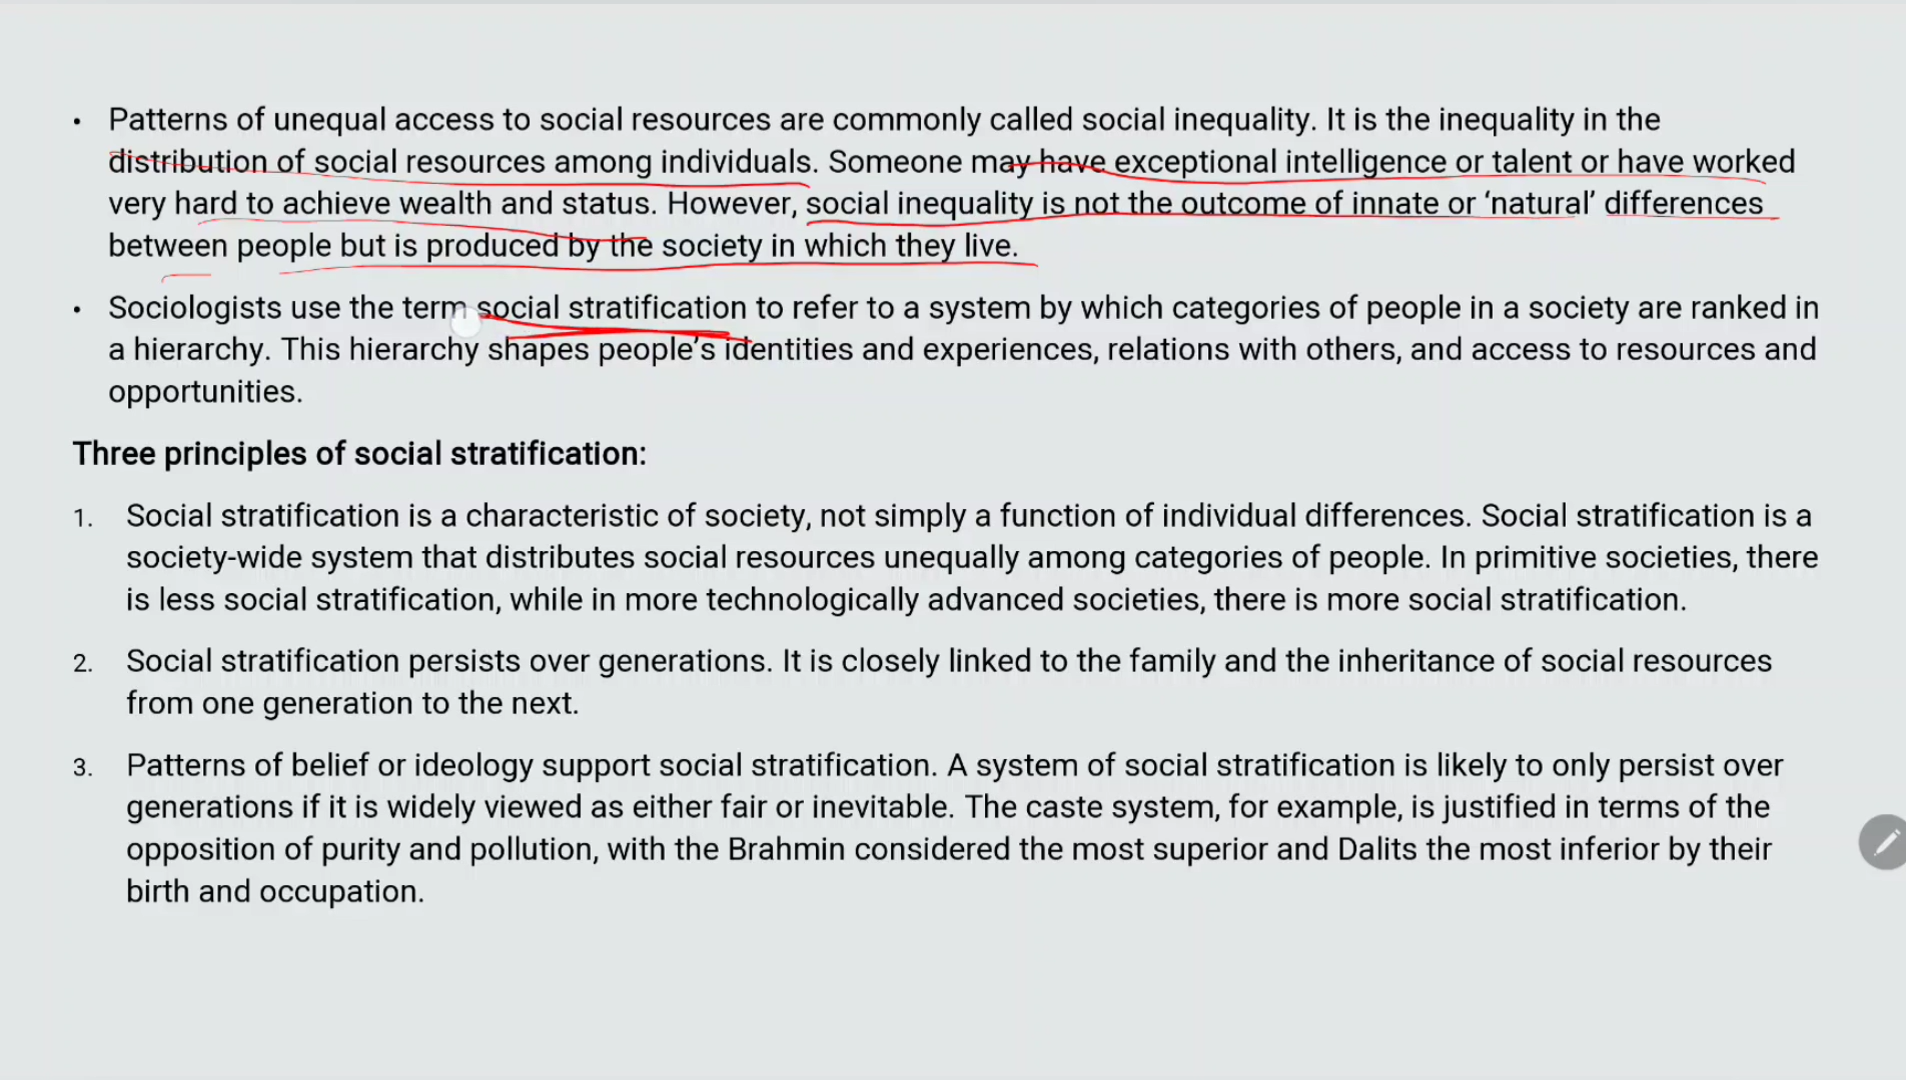 • Patterns of unequal access to social resources are commonly called social inequality. It is the inequality in the
distribution of social resources among individuals. Someone may have exceptional intelligence or talent or have worked
very hard to achieve wealth and status. However, social inequality is not the outcome of innate or ‘natural’ differences
between people but is produced by the society in which they live.
• Sociologists use the term social stratification to refer to a system by which categories of people in a society are ranked in
a hierarchy. This hierarchy shapes people’s identities and experiences, relations with others, and access to resources and
opportunities.
Three principles of social stratification:
1. Social stratification is a characteristic of society, not simply a function of individual differences. Social stratification is a
society-wide system that distributes social resources unequally among categories of people. In primitive societies, there
is less social stratification, while in more technologically advanced societies, there is more social stratification.
2. Social stratification persists over generations. It is closely linked to the family and the inheritance of social resources
from one generation to the next.
3. Patterns of belief or ideology support social stratification. A system of social stratification is likely to only persist over
generations if it is widely viewed as either fair or inevitable. The caste system, for example, is justified in terms of the
opposition of purity and pollution, with the Brahmin considered the most superior and Dalits the most inferior by their
birth and occupation.